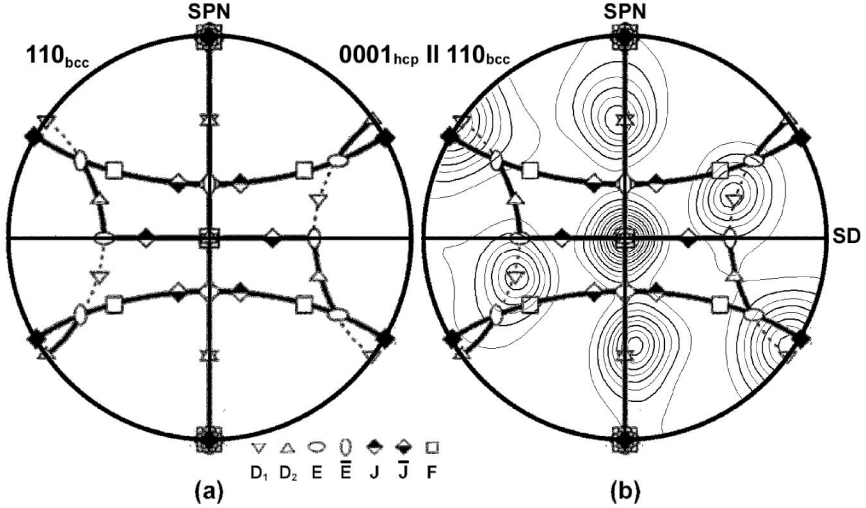 SPN
SPN
110bcc
0001hcp II 110bcc
SD
D1 D2 E E̅ J J̅ F
(a)
(b)